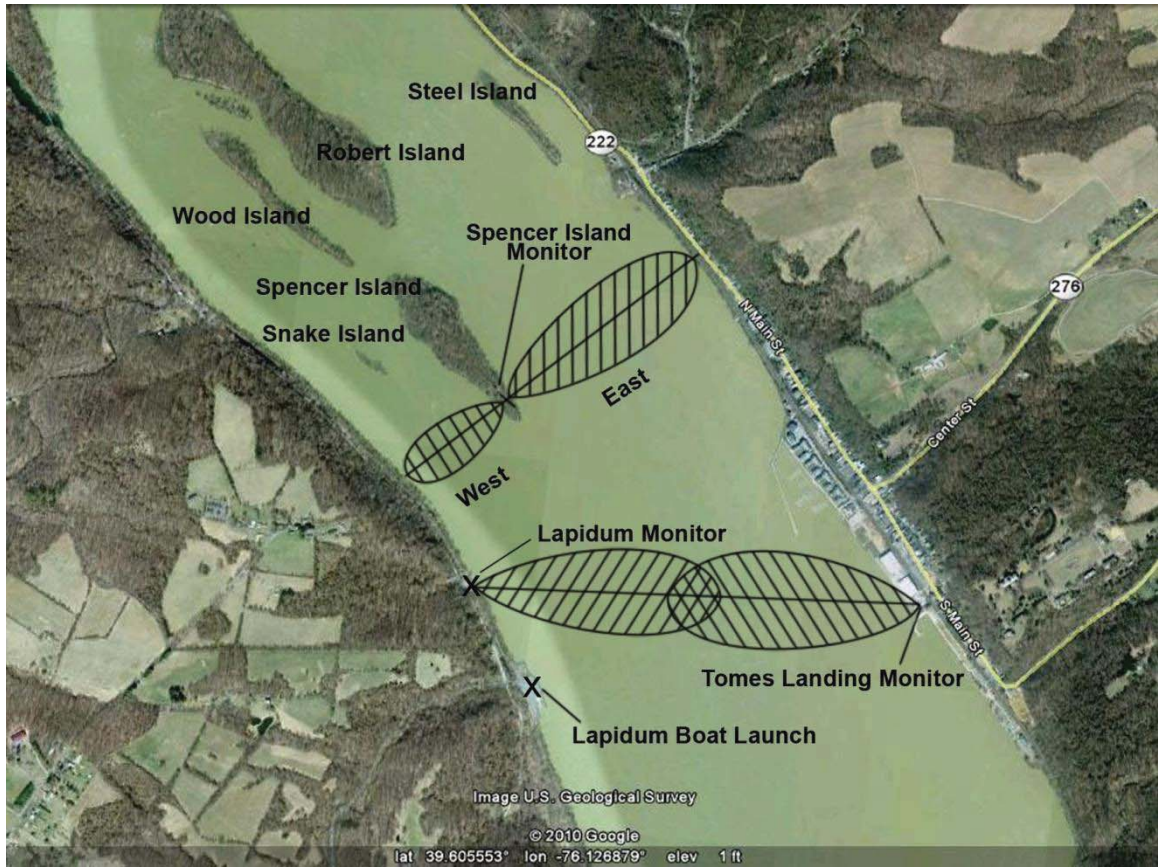 Steel Island
222
Robert Island
Wood Island
Spencer Island
Monitor
276
Spencer Island
N Main St
Snake Island
East
Center St
West
Lapidum Monitor
S Main St
Tomes Landing Monitor
X
X
Lapidum Boat Launch
Image U.S. Geological Survey
© 2010 Google
lat 39.605553° lon -76.126879° elev 1 ft